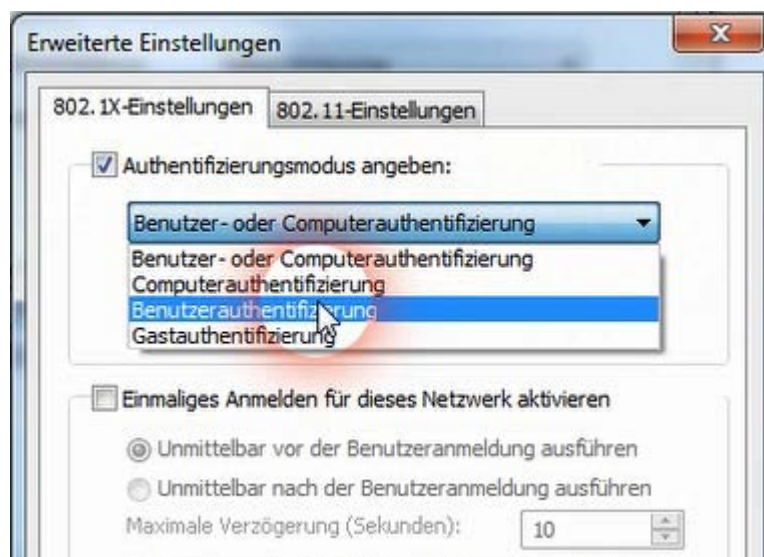 Erweiterte Einstellungen
802.1X-Einstellungen 802.11-Einstellungen
Authentifizierungsmodus angeben:
Benutzer- oder Computerauthentifizierung
Benutzer- oder Computerauthentifizierung
Computerauthentifizierung
Benutzerauthentifizierung
Gastauthentifizierung
Einmaliges Anmelden für dieses Netzwerk aktivieren
Unmittelbar vor der Benutzeranmeldung ausführen
Unmittelbar nach der Benutzeranmeldung ausführen
Maximale Verzögerung (Sekunden): 10